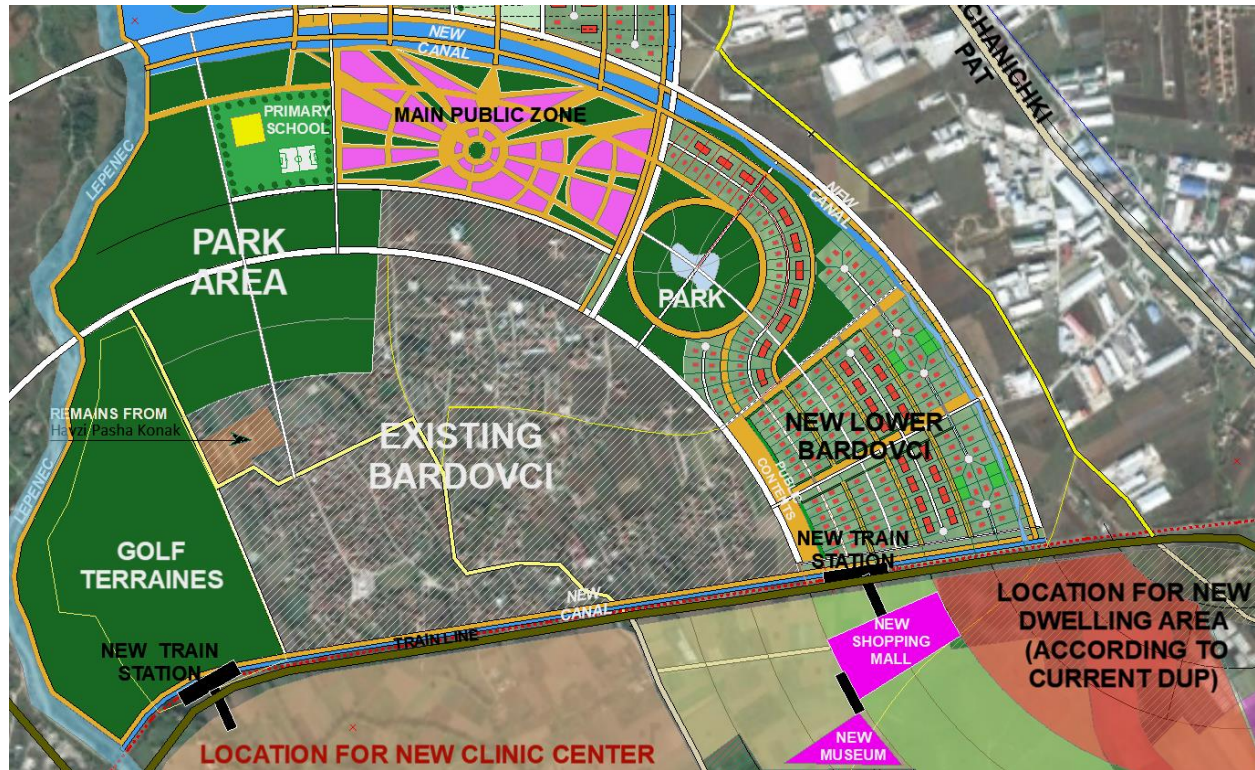 NEW
CANAL
CHANICHKI
PAT
PRIMARY
SCHOOL
MAIN PUBLIC ZONE
LEPENEC
NEW
CANAL
PARK
AREA
PARK
REMAINS FROM
Havzi Pasha Konak
EXISTING
BARDOVCI
NEW LOWER
BARDOVCI
PUBLIC
CONTENTS
LEPENEC
GOLF
TERRAINES
NEW TRAIN
STATION
NEW
CANAL
TRAIN LINE
NEW TRAIN
STATION
NEW
SHOPPING
MALL
LOCATION FOR NEW
DWELLING AREA
(ACCORDING TO
CURRENT DUP)
LOCATION FOR NEW CLINIC CENTER
NEW
MUSEUM